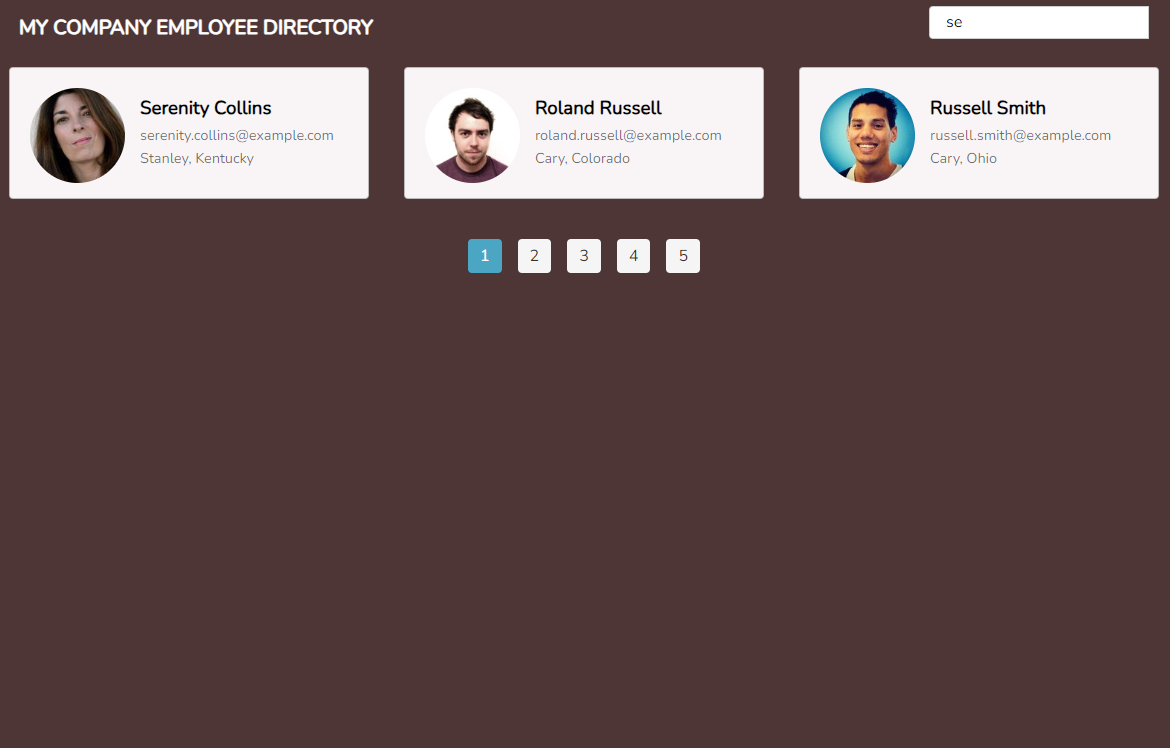 MY COMPANY EMPLOYEE DIRECTORY
se
Serenity Collins
serenity.collins@example.com
Stanley, Kentucky
Roland Russell
roland.russell@example.com
Cary, Colorado
Russell Smith
russell.smith@example.com
Cary, Ohio
1 2 3 4 5